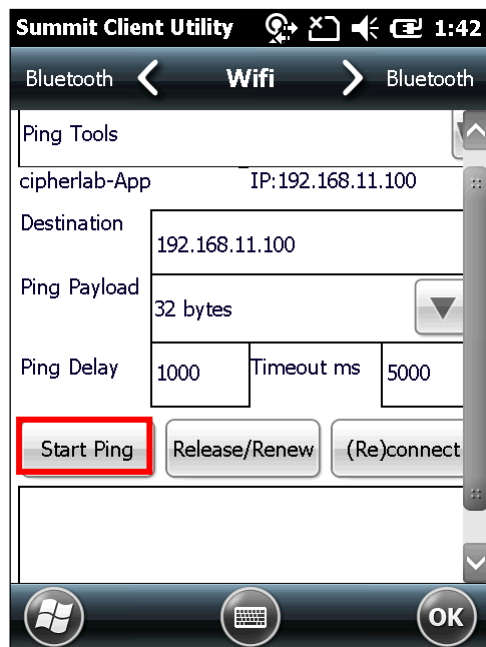 Summit Client Utility 1:42
Bluetooth Wifi Bluetooth
Ping Tools
cipherlab-App IP:192.168.11.100
Destination 192.168.11.100
Ping Payload 32 bytes
Ping Delay 1000 Timeout ms 5000
Start Ping Release/Renew (Re)connect
OK